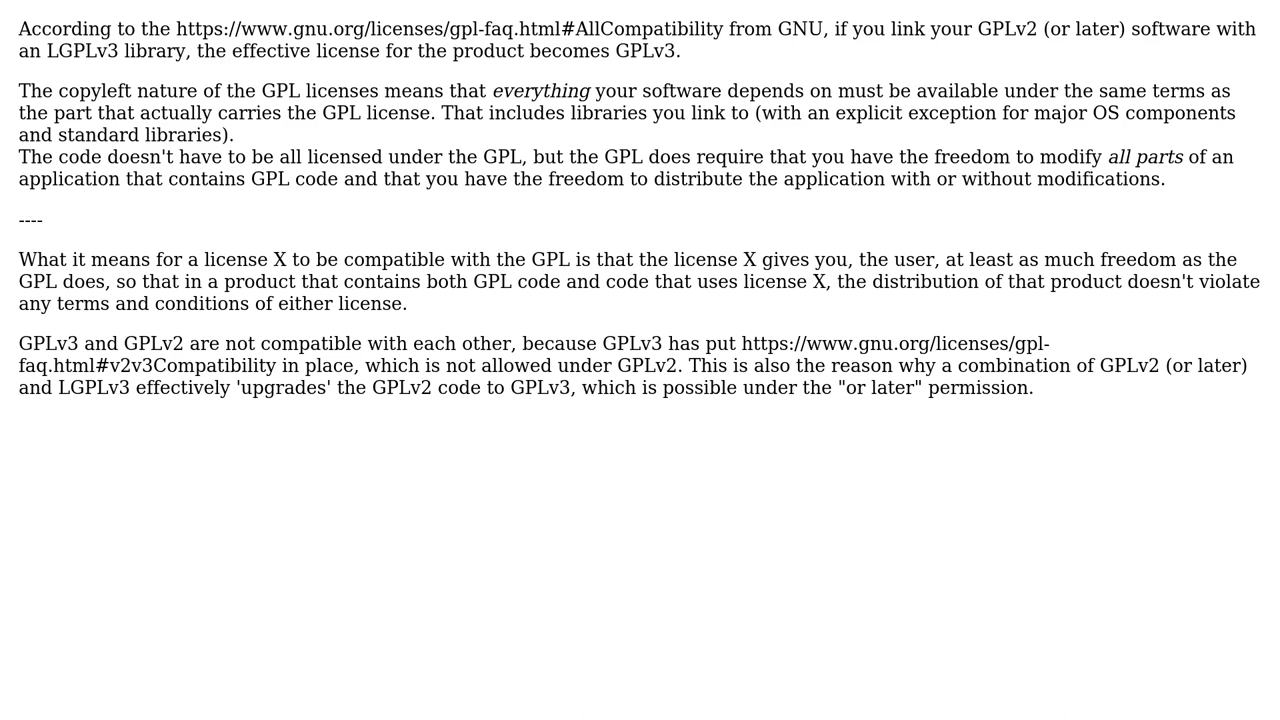 According to the https://www.gnu.org/licenses/gpl-faq.html#AllCompatibility from GNU, if you link your GPLv2 (or later) software with
an LGPLv3 library, the effective license for the product becomes GPLv3.
The copyleft nature of the GPL licenses means that everything your software depends on must be available under the same terms as
the part that actually carries the GPL license. That includes libraries you link to (with an explicit exception for major OS components
and standard libraries).
The code doesn't have to be all licensed under the GPL, but the GPL does require that you have the freedom to modify all parts of an
application that contains GPL code and that you have the freedom to distribute the application with or without modifications.
----
What it means for a license X to be compatible with the GPL is that the license X gives you, the user, at least as much freedom as the
GPL does, so that in a product that contains both GPL code and code that uses license X, the distribution of that product doesn't violate
any terms and conditions of either license.
GPLv3 and GPLv2 are not compatible with each other, because GPLv3 has put https://www.gnu.org/licenses/gpl-
faq.html#v2v3Compatibility in place, which is not allowed under GPLv2. This is also the reason why a combination of GPLv2 (or later)
and LGPLv3 effectively 'upgrades' the GPLv2 code to GPLv3, which is possible under the "or later" permission.